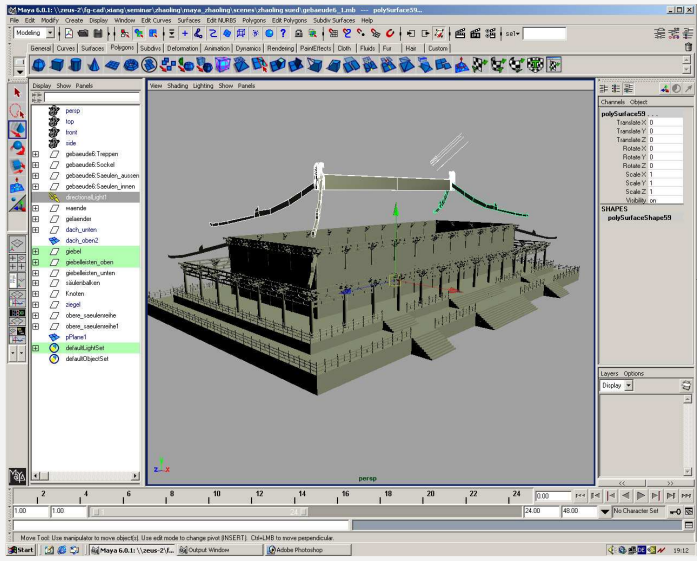 Maya 6.0.1: \\zeus-2\fg-cad\xiang\seminar\zhaoling\maya_zhaoling\scenes\zhaoling sued\gebaeude6_1.mb --- polySurface59...
File Edit Modify Create Display Window Edit Curves Surfaces Edit NURBS Polygons Edit Polygons Subdiv Surfaces Help
Modeling sel
General Curves Surfaces Polygons Subdivs Deformation Animation Dynamics Rendering PaintEffects Cloth Fluids Fur Hair Custom
Display Show Panels
View Shading Lighting Show Panels
Channels Object
persp
top
front
side
gebaeude6:Treppen
gebaeude6:Sockel
gebaeude6:Saeulen_aussen
gebaeude6:Saeulen_innen
directionalLight1
waende
gelaender
dach_unten
dach_oben2
giebel
giebelleisten_oben
giebelleisten_unten
säulenbalken
Knoten
ziegel
obere_saeulenreihe
obere_saeulenreihe1
pPlane1
defaultLightSet
defaultObjectSet
polySurface59 . . .
Translate X 0
Translate Y 0
Translate Z 0
Rotate X 0
Rotate Y 0
Rotate Z 0
Scale X 1
Scale Y 1
Scale Z 1
Visibility on
SHAPES
polySurfaceShape59
Layers Options
Display
z x
persp
Maya
2 4 6 8 10 12 14 16 18 20 22 24 0.00
1.00 1.00 1 24 24.00 48.00 No Character Set
Move Tool: Use manipulator to move object(s). Use edit mode to change pivot (INSERT). Ctrl+LMB to move perpendicular.
Start Maya 6.0.1: \\zeus-2\f... Output Window Adobe Photoshop DE 19:12